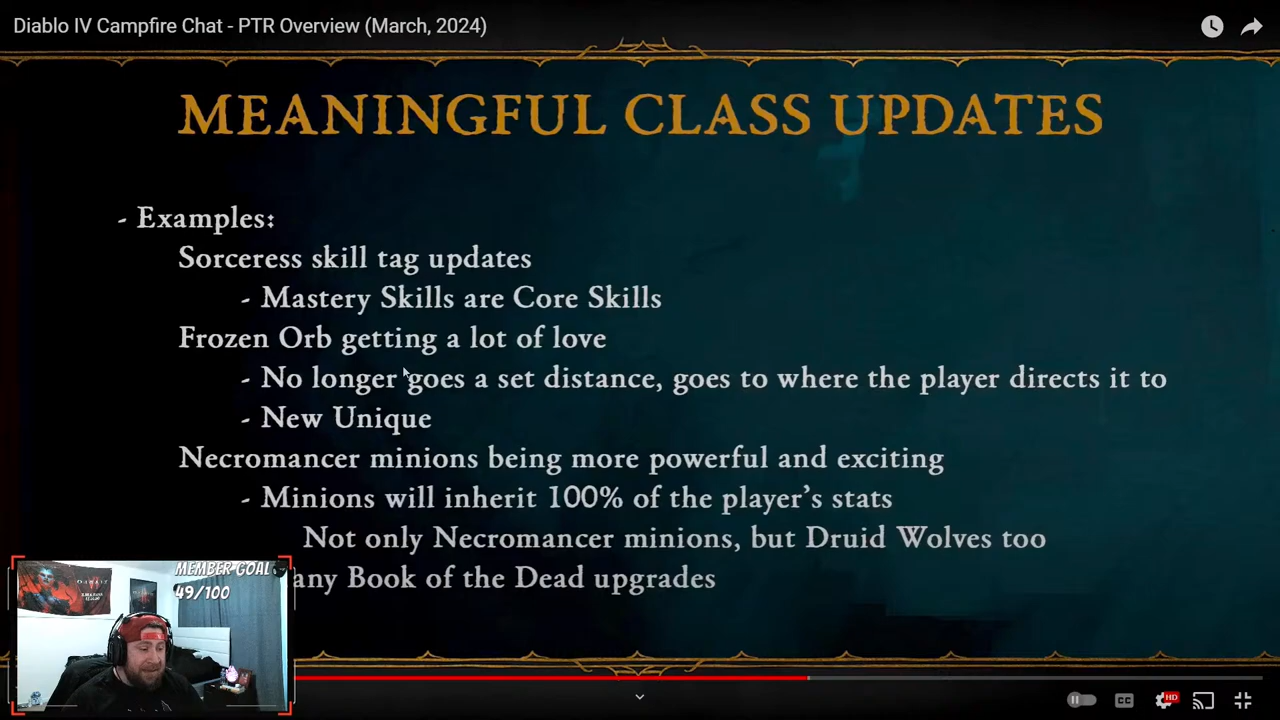 Diablo IV Campfire Chat - PTR Overview (March, 2024)
MEANINGFUL CLASS UPDATES
- Examples:
Sorceress skill tag updates
- Mastery Skills are Core Skills
Frozen Orb getting a lot of love
- No longer goes a set distance, goes to where the player directs it to
- New Unique
Necromancer minions being more powerful and exciting
- Minions will inherit 100% of the player's stats
Not only Necromancer minions, but Druid Wolves too
any Book of the Dead upgrades
MEMBER GOAL
49/100
CC
HD